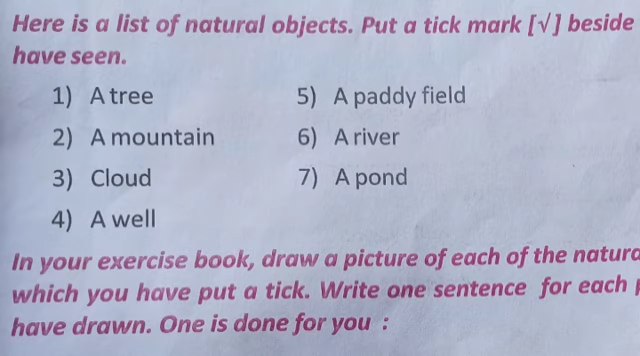 Here is a list of natural objects. Put a tick mark [√] beside
have seen.
1) A tree 5) A paddy field
2) A mountain 6) A river
3) Cloud 7) A pond
4) A well
In your exercise book, draw a picture of each of the natura
which you have put a tick. Write one sentence for each
have drawn. One is done for you :